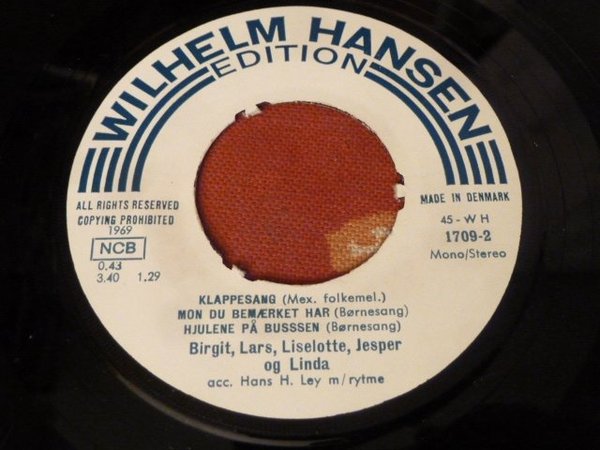 WILHELM HANSEN
EDITION
ALL RIGHTS RESERVED
COPYING PROHIBITED
1969
NCB
0.43
3.40 1.29
MADE IN DENMARK
45-WH
1709-2
Mono/Stereo
KLAPPESANG (Mex. folkemel.)
MON DU BEMÆRKET HAR (Børnesang)
HJULENE PÅ BUSSSEN (Børnesang)
Birgit, Lars, Liselotte, Jesper
og Linda
acc. Hans H. Ley m/rytme